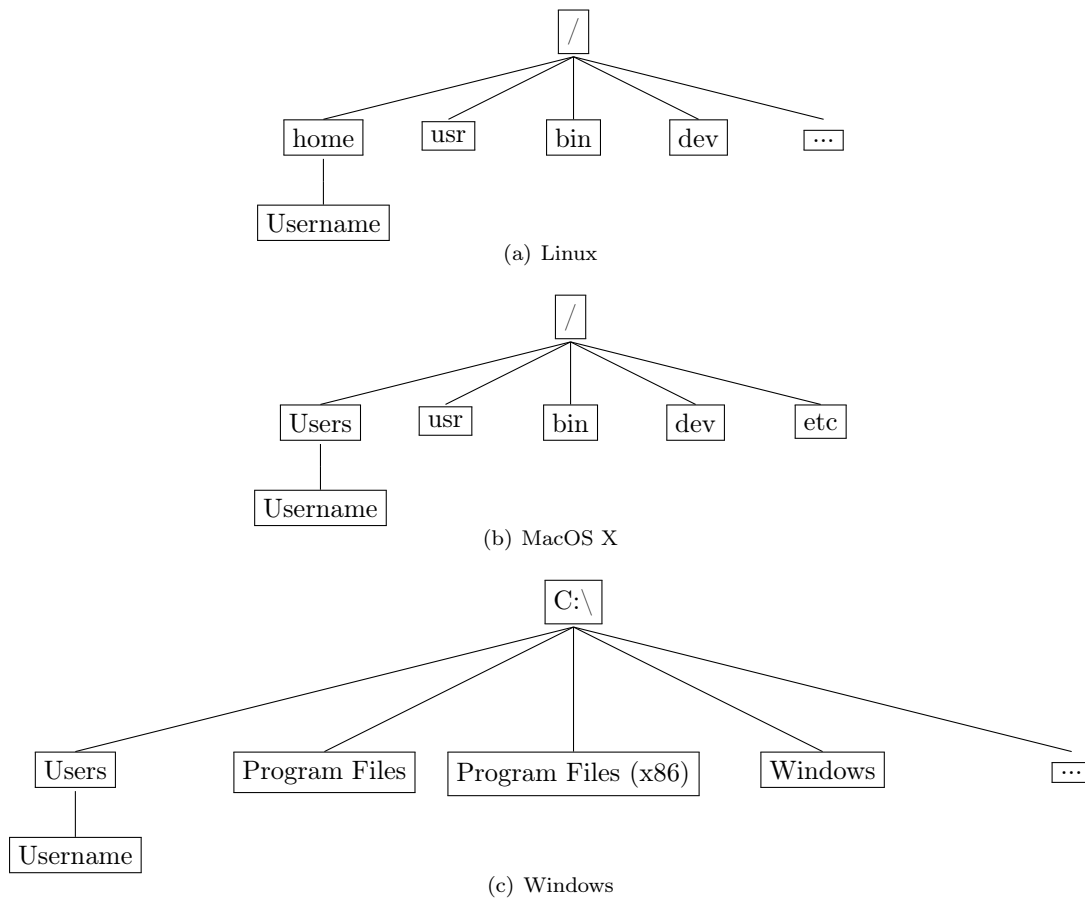 /
home usr bin dev ...
Username
(a) Linux
/
Users usr bin dev etc
Username
(b) MacOS X
C:\
Users Program Files Program Files (x86) Windows ...
Username
(c) Windows